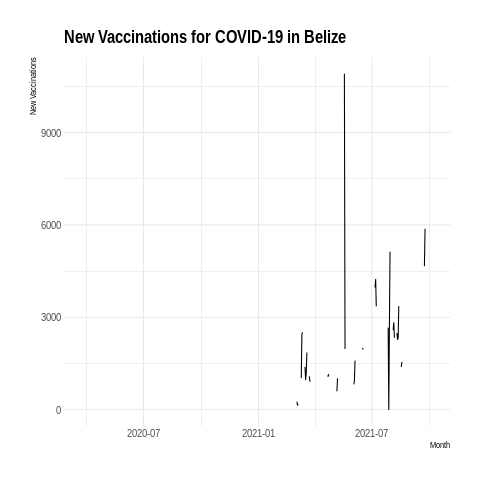 New Vaccinations for COVID-19 in Belize
New Vaccinations
9000
6000
3000
0
2020-07
2021-01
2021-07
Month